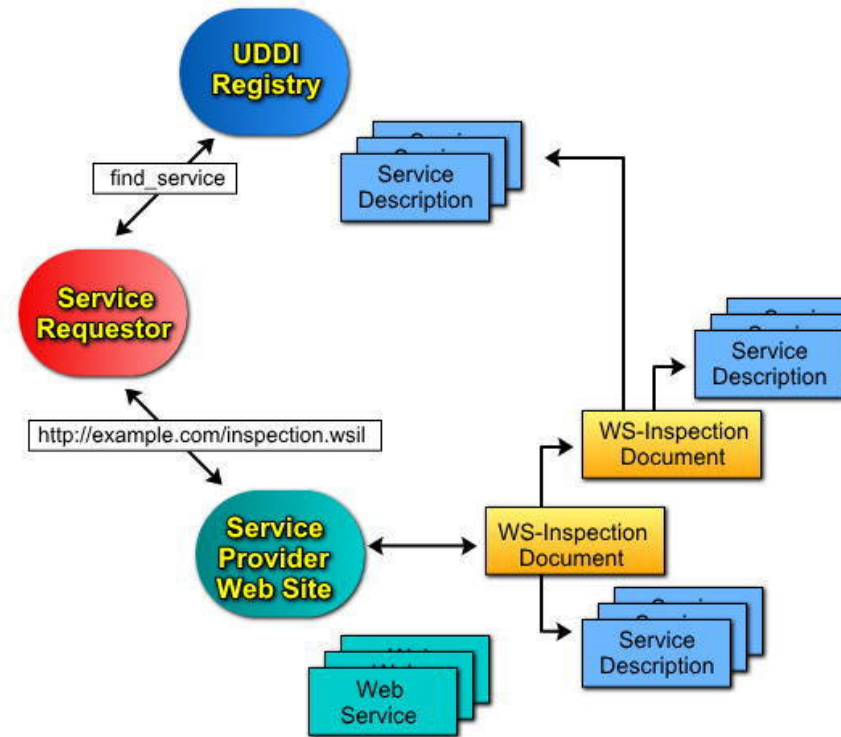 UDDI
Registry
find_service
Service
Description
Service
Requestor
Service
Description
http://example.com/inspection.wsil
WS-Inspection
Document
Service
Provider
Web Site
WS-Inspection
Document
Service
Description
Web
Service